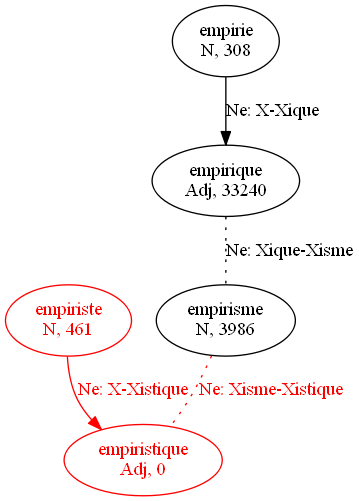 empirie
N, 308
Ne: X-Xique
empirique
Adj, 33240
Ne: Xique-Xisme
empiriste
N, 461
empirisme
N, 3986
Ne: X-Xistique
Ne: Xisme-Xistique
empiristique
Adj, 0